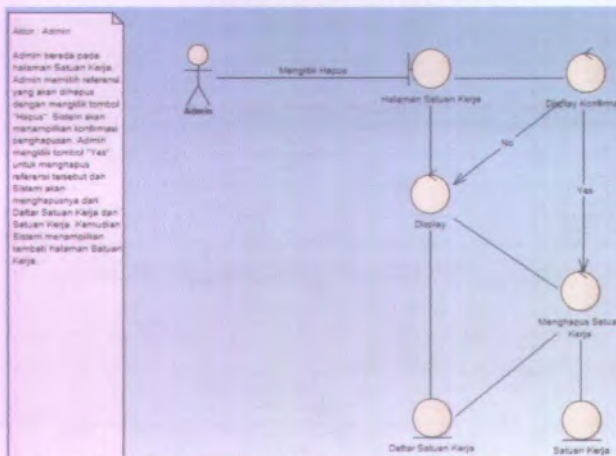 Aktor : Admin
Admin berada pada
halaman Satuan Kerja.
Admin memilih referensi
yang akan dihapus
dengan mengklik tombol
"Hapus". Sistem akan
menampilkan konfirmasi
penghapusan. Admin
mengklik tombol "Yes"
untuk menghapus
referensi tersebut dan
Sistem akan
menghapusnya dari
Daftar Satuan Kerja dan
Satuan Kerja. Kemudian
Sistem menampilkan
kembali halaman Satuan
Kerja.
Mengklik Hapus
Admin
Halaman Satuan Kerja
Display Konfirma
No
Yes
Display
Menghapus Satua
Kerja
Daftar Satuan Kerja
Satuan Kerja